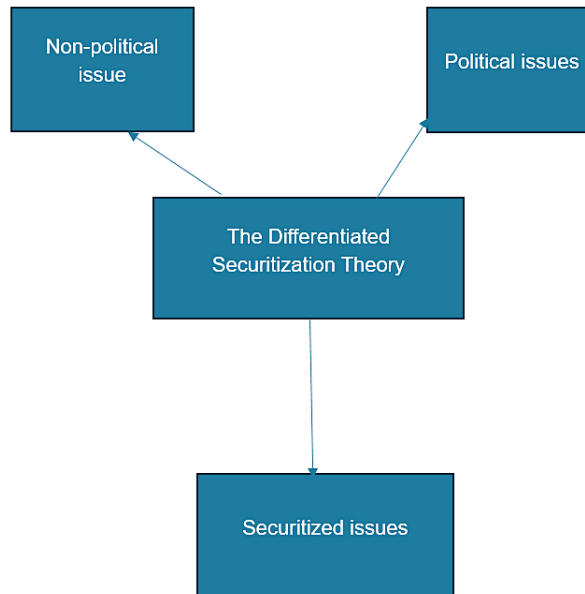 Non-political
issue
Political issues
The Differentiated
Securitization Theory
Securitized issues